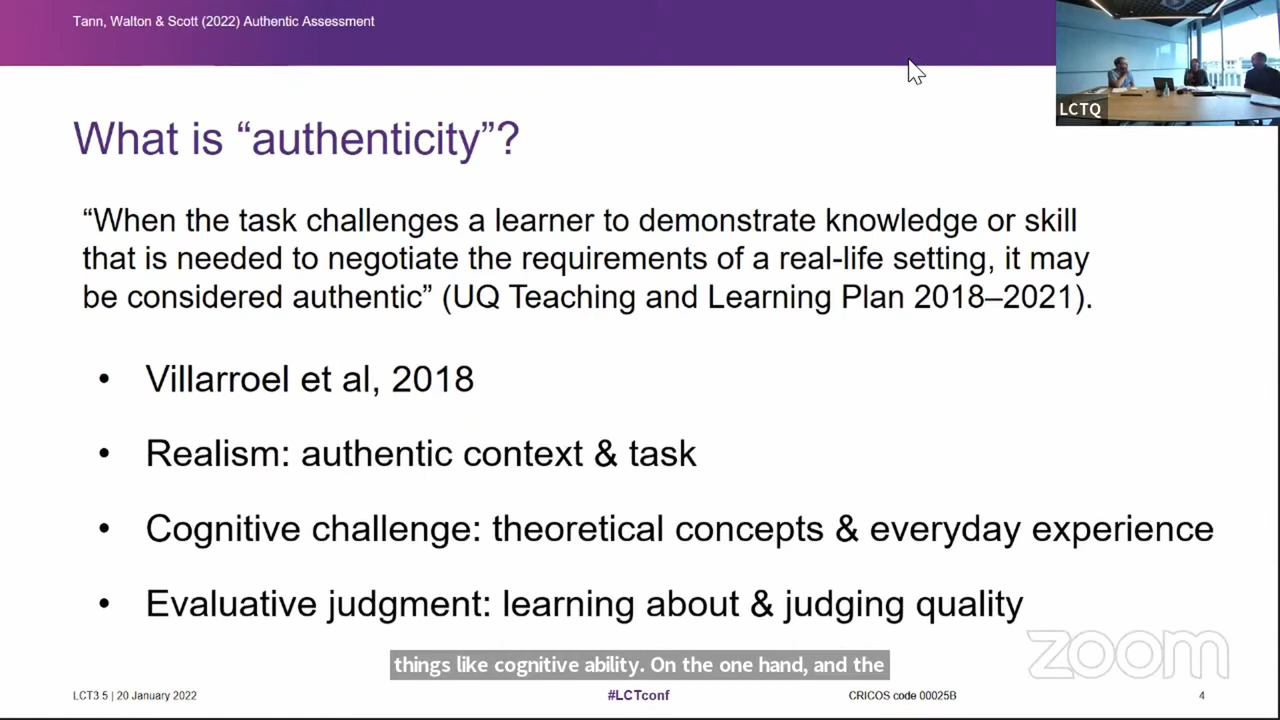 Tann, Walton & Scott (2022) Authentic Assessment
LCTQ
What is “authenticity”?
“When the task challenges a learner to demonstrate knowledge or skill
that is needed to negotiate the requirements of a real-life setting, it may
be considered authentic” (UQ Teaching and Learning Plan 2018–2021).
• Villarroel et al, 2018
• Realism: authentic context & task
• Cognitive challenge: theoretical concepts & everyday experience
• Evaluative judgment: learning about & judging quality
zoom
things like cognitive ability. On the one hand, and the
LCT3.5 | 20 January 2022
#LCTconf
CRICOS code 00025B
4